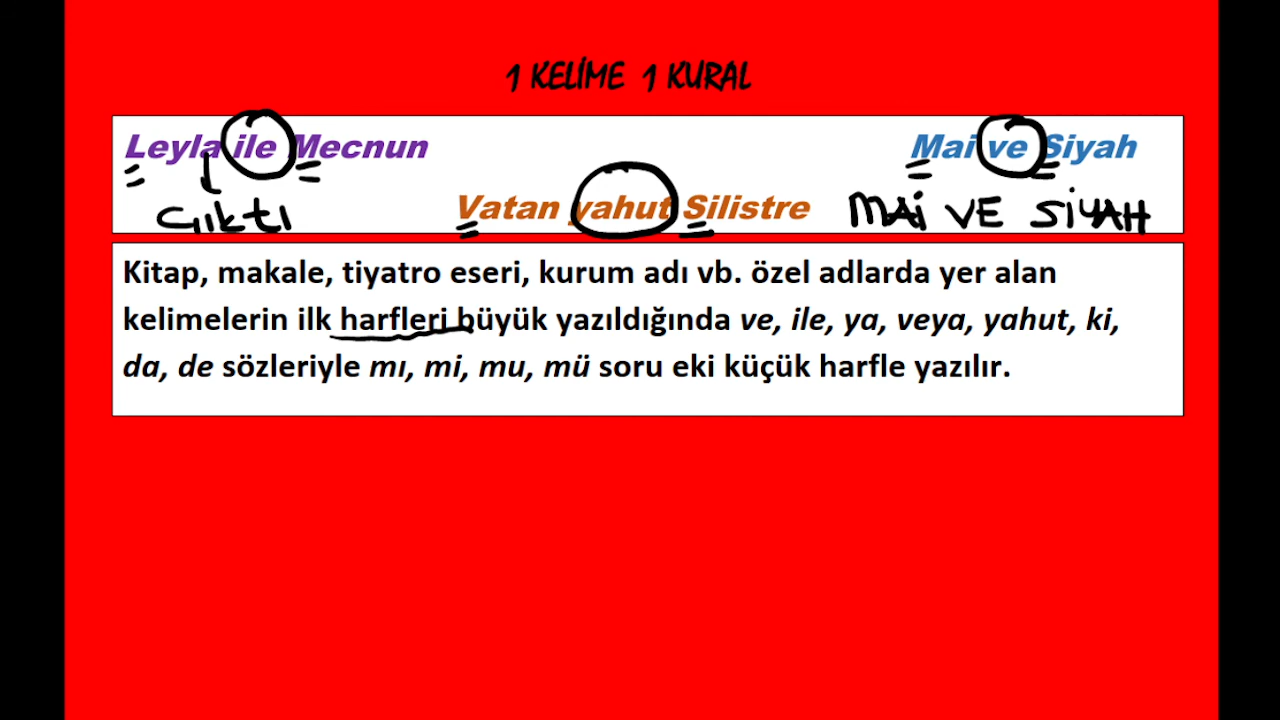 1 KELİME 1 KURAL
Leyla ile Mecnun
Mai ve Siyah
Vatan yahut Silistre
çıktı
MAİ VE SİYAH
Kitap, makale, tiyatro eseri, kurum adı vb. özel adlarda yer alan
kelimelerin ilk harfleri büyük yazıldığında ve, ile, ya, veya, yahut, ki,
da, de sözleriyle mı, mi, mu, mü soru eki küçük harfle yazılır.